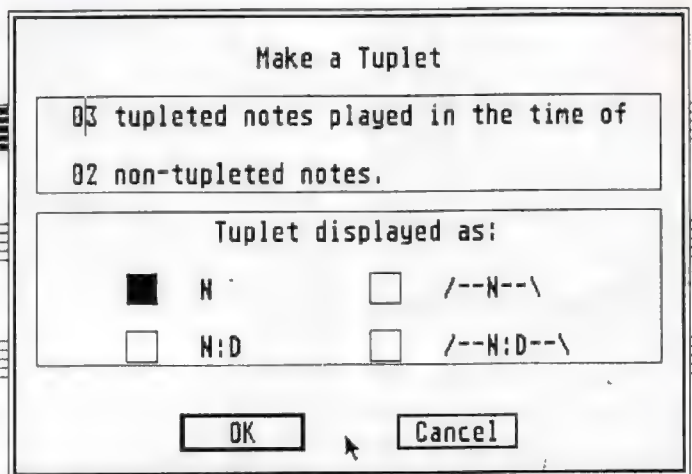 Make a Tuplet
03 tupleted notes played in the time of
02 non-tupleted notes.
Tuplet displayed as:
N /--N--\
N:D /--N:D--\
OK Cancel